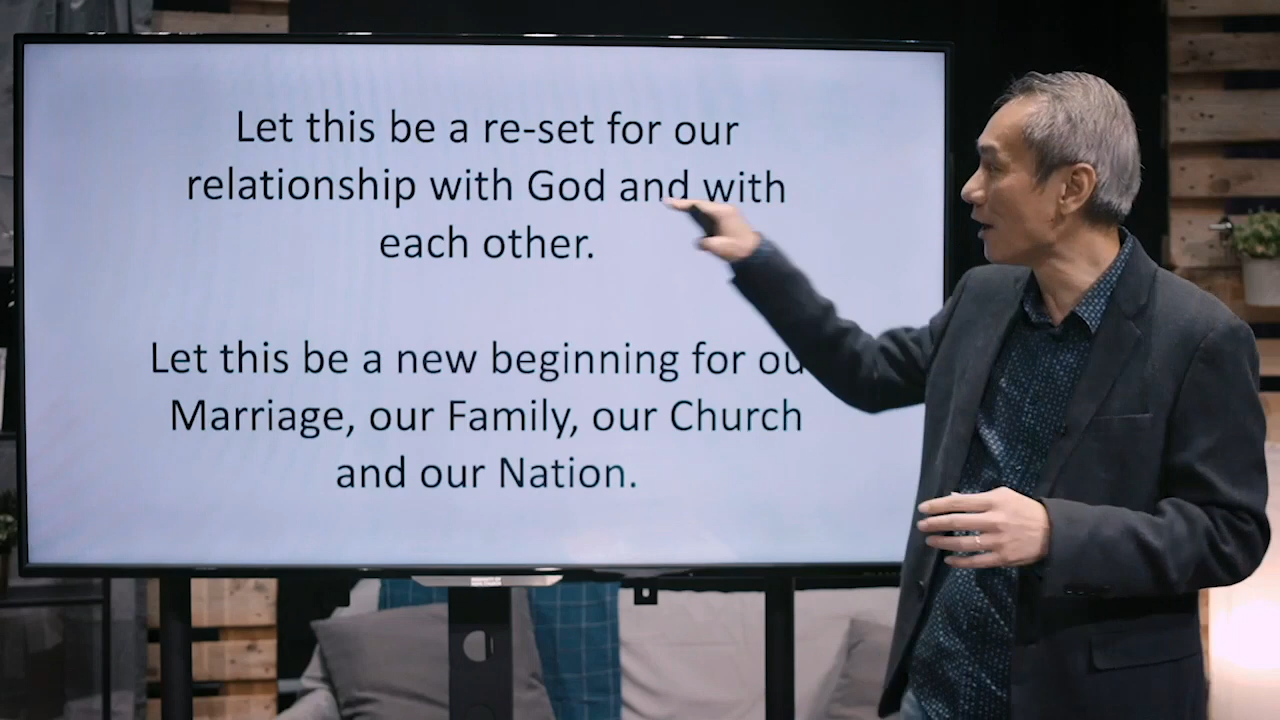 Let this be a re-set for our
relationship with God and with
each other.
Let this be a new beginning for
Marriage, our Family, our Church
and our Nation.